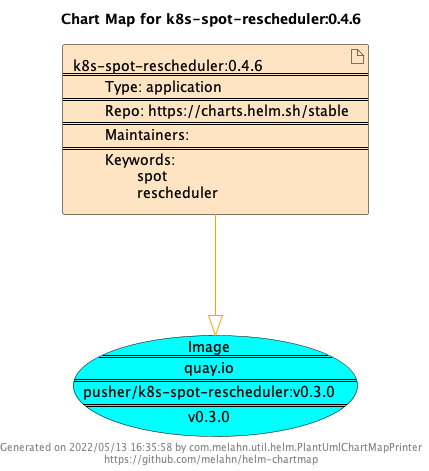 Chart Map for k8s-spot-rescheduler:0.4.6
k8s-spot-rescheduler:0.4.6
Type: application
Repo: https://charts.helm.sh/stable
Maintainers:
Keywords:
spot
rescheduler
Image
quay.io
pusher/k8s-spot-rescheduler:v0.3.0
v0.3.0
Generated on 2022/05/13 16:35:58 by com.melahn.util.helm.PlantUmlChartMapPrinter
https://github.com/melahn/helm-chartmap